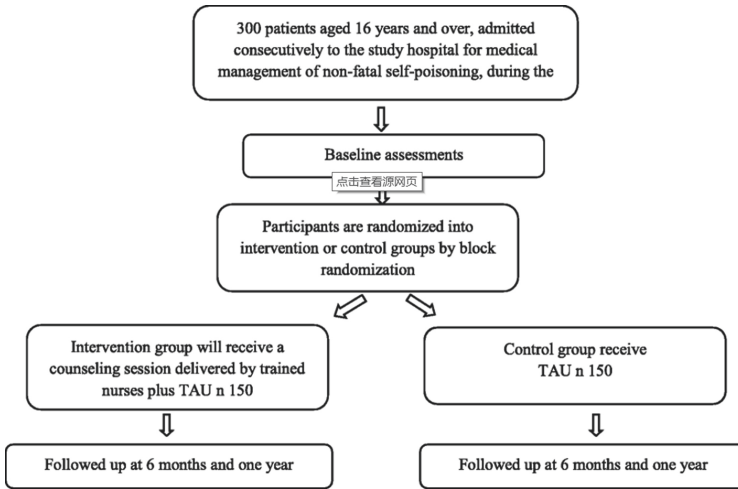 300 patients aged 16 years and over, admitted
consecutively to the study hospital for medical
management of non-fatal self-poisoning, during the
Baseline assessments
点击查看源网页
Participants are randomized into
intervention or control groups by block
randomization
Intervention group will receive a
counseling session delivered by trained
nurses plus TAU n 150
Control group receive
TAU n 150
Followed up at 6 months and one year
Followed up at 6 months and one year